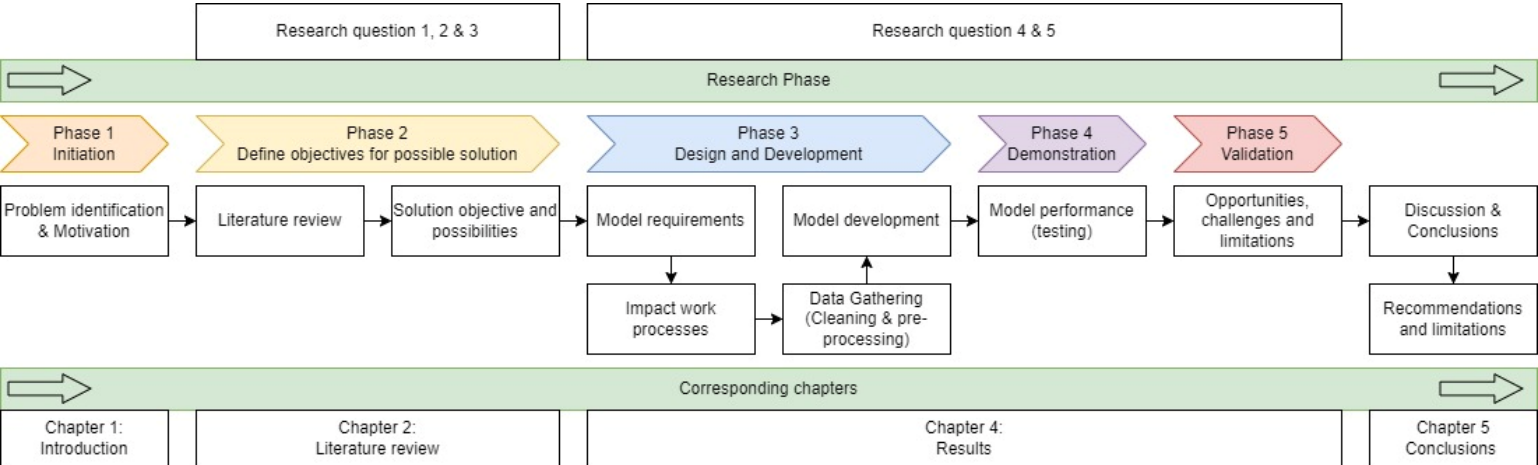 Research question 1, 2 & 3
Research question 4 & 5
Research Phase
Phase 1
Initiation
Phase 2
Define objectives for possible solution
Phase 3
Design and Development
Phase 4
Demonstration
Phase 5
Validation
Problem identification
& Motivation
Literature review
Solution objective and
possibilities
Model requirements
Model development
Model performance
(testing)
Opportunities,
challenges and
limitations
Discussion &
Conclusions
Impact work
processes
Data Gathering
(Cleaning & pre-
processing)
Recommendations
and limitations
Corresponding chapters
Chapter 1:
Introduction
Chapter 2:
Literature review
Chapter 4:
Results
Chapter 5
Conclusions